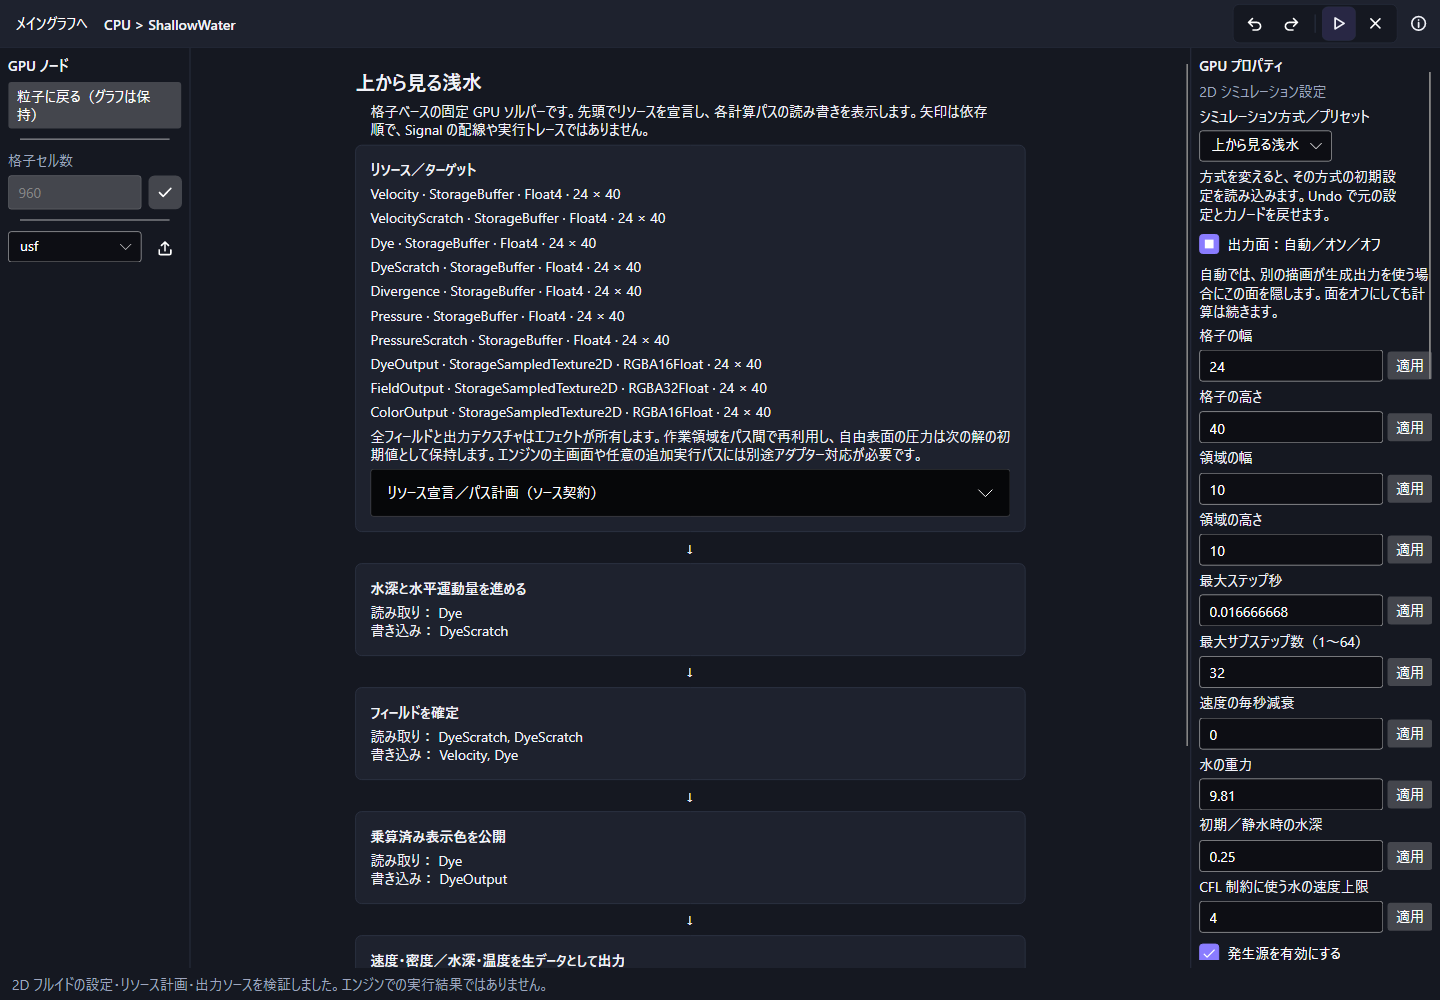 メイングラフへ
CPU > ShallowWater
GPU ノード
粒子に戻る（グラフは保
持）
格子セル数
960
usf
上から見る浅水
格子ベースの固定 GPU ソルバーです。先頭でリソースを宣言し、各計算パスの読み書きを表示します。矢印は依存
順で、Signal の配線や実行トレースではありません。
リソース／ターゲット
Velocity · StorageBuffer · Float4 · 24 × 40
VelocityScratch · StorageBuffer · Float4 · 24 × 40
Dye · StorageBuffer · Float4 · 24 × 40
DyeScratch · StorageBuffer · Float4 · 24 × 40
Divergence · StorageBuffer · Float4 · 24 × 40
Pressure · StorageBuffer · Float4 · 24 × 40
PressureScratch · StorageBuffer · Float4 · 24 × 40
DyeOutput · StorageSampledTexture2D · RGBA16Float · 24 × 40
FieldOutput · StorageSampledTexture2D · RGBA32Float · 24 × 40
ColorOutput · StorageSampledTexture2D · RGBA16Float · 24 × 40
全フィールドと出力テクスチャはエフェクトが所有します。作業領域をパス間で再利用し、自由表面の圧力は次の解の初
期値として保持します。エンジンの主画面や任意の追加実行パスには別途アダプター対応が必要です。
リソース宣言／パス計画（ソース契約）
↓
水深と水平運動量を進める
読み取り： Dye
書き込み： DyeScratch
↓
フィールドを確定
読み取り： DyeScratch, DyeScratch
書き込み： Velocity, Dye
↓
乗算済み表示色を公開
読み取り： Dye
書き込み： DyeOutput
↓
速度・密度／水深・温度を生データとして出力
GPU プロパティ
2D シミュレーション設定
シミュレーション方式／プリセット
上から見る浅水
方式を変えると、その方式の初期設
定を読み込みます。Undo で元の設
定と力ノードを戻せます。
出力面：自動／オン／オフ
自動では、別の描画が生成出力を使う場
合にこの面を隠します。面をオフにしても計
算は続きます。
格子の幅
24 適用
格子の高さ
40 適用
領域の幅
10 適用
領域の高さ
10 適用
最大ステップ秒
0.016666668 適用
最大サブステップ数（1～64）
32 適用
速度の毎秒減衰
0 適用
水の重力
9.81 適用
初期／静水時の水深
0.25 適用
CFL 制約に使う水の速度上限
4 適用
発生源を有効にする
2D フルイドの設定・リソース計画・出力ソースを検証しました。エンジンでの実行結果ではありません。